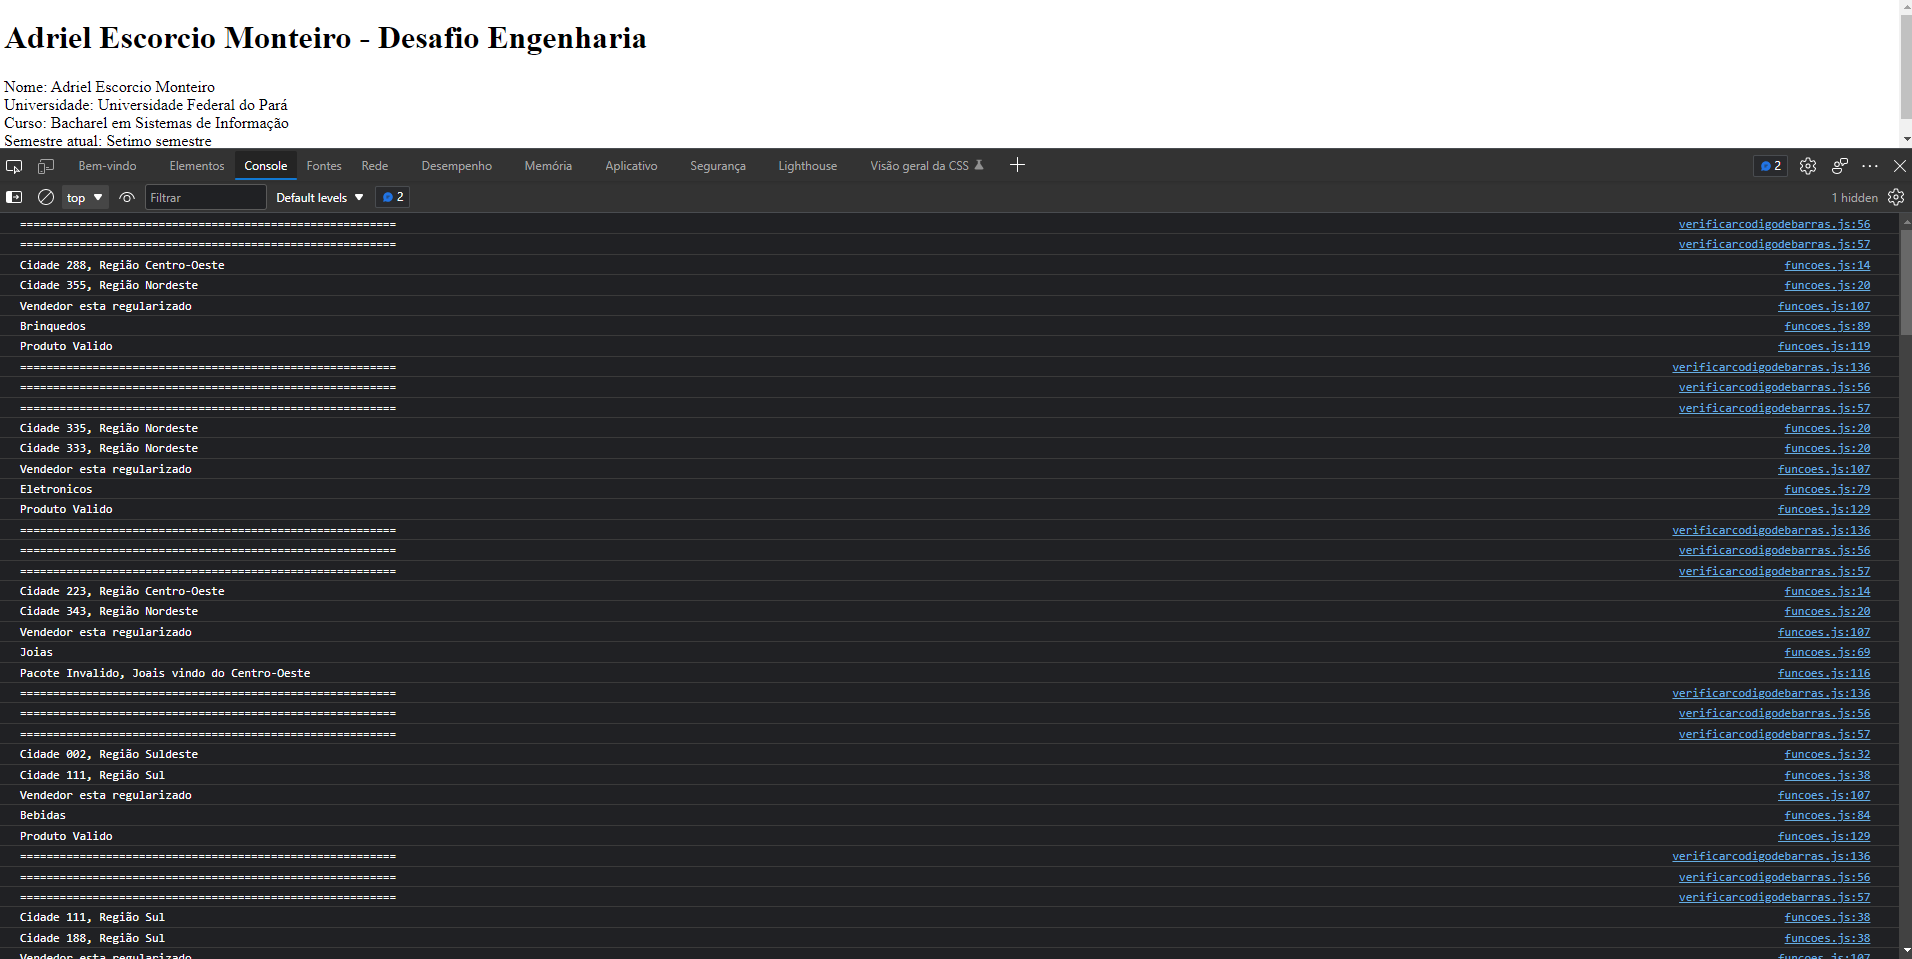 Adriel Escorcio Monteiro - Desafio Engenharia
Nome: Adriel Escorcio Monteiro
Universidade: Universidade Federal do Pará
Curso: Bacharel em Sistemas de Informação
Semestre atual: Setimo semestre
Bem-vindo Elementos Console Fontes Rede Desempenho Memória Aplicativo Segurança Lighthouse Visão geral da CSS 2
top Filtrar Default levels 2 1 hidden
========================================================= verificarcodigodebarras.js:56
========================================================= verificarcodigodebarras.js:57
Cidade 288, Região Centro-Oeste funcoes.js:14
Cidade 355, Região Nordeste funcoes.js:20
Vendedor esta regularizado funcoes.js:107
Brinquedos funcoes.js:89
Produto Valido funcoes.js:119
========================================================= verificarcodigodebarras.js:136
========================================================= verificarcodigodebarras.js:56
========================================================= verificarcodigodebarras.js:57
Cidade 335, Região Nordeste funcoes.js:20
Cidade 333, Região Nordeste funcoes.js:20
Vendedor esta regularizado funcoes.js:107
Eletronicos funcoes.js:79
Produto Valido funcoes.js:129
========================================================= verificarcodigodebarras.js:136
========================================================= verificarcodigodebarras.js:56
========================================================= verificarcodigodebarras.js:57
Cidade 223, Região Centro-Oeste funcoes.js:14
Cidade 343, Região Nordeste funcoes.js:20
Vendedor esta regularizado funcoes.js:107
Joias funcoes.js:69
Pacote Invalido, Joais vindo do Centro-Oeste funcoes.js:116
========================================================= verificarcodigodebarras.js:136
========================================================= verificarcodigodebarras.js:56
========================================================= verificarcodigodebarras.js:57
Cidade 002, Região Suldeste funcoes.js:32
Cidade 111, Região Sul funcoes.js:38
Vendedor esta regularizado funcoes.js:107
Bebidas funcoes.js:84
Produto Valido funcoes.js:129
========================================================= verificarcodigodebarras.js:136
========================================================= verificarcodigodebarras.js:56
========================================================= verificarcodigodebarras.js:57
Cidade 111, Região Sul funcoes.js:38
Cidade 188, Região Sul funcoes.js:38
Vendedor esta regularizado funcoes.js:107